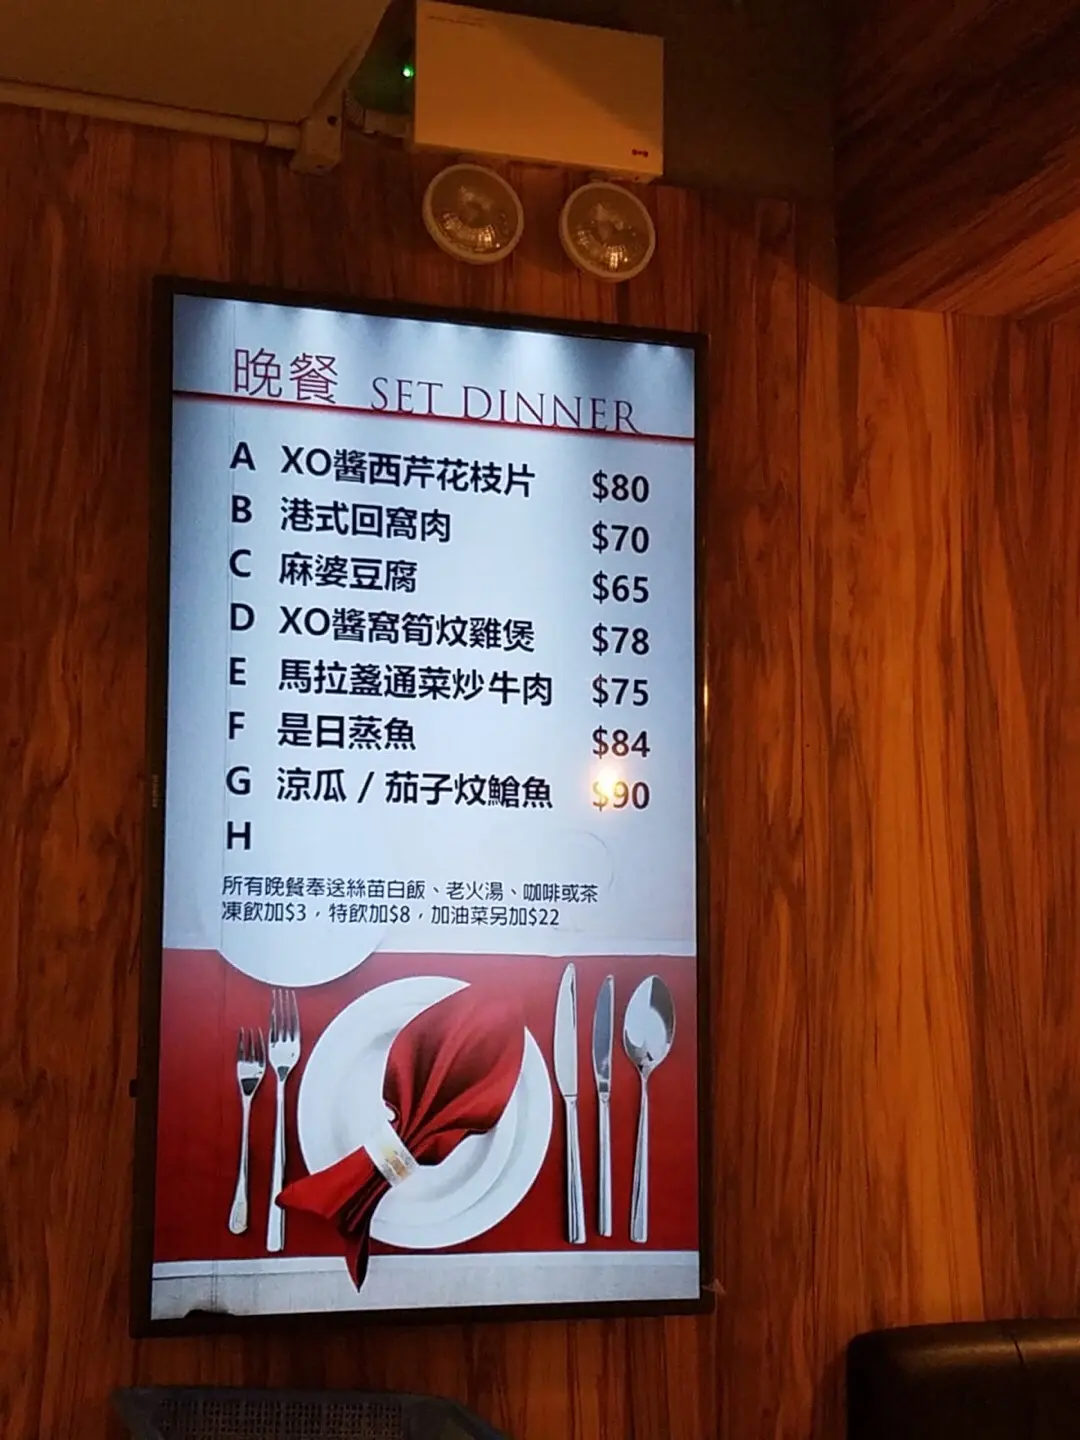 晚餐 SET DINNER
A XO醬西芹花枝片 $80
B 港式回窩肉 $70
C 麻婆豆腐 $65
D XO醬窩筍炆雞煲 $78
E 馬拉盞通菜炒牛肉 $75
F 是日蒸魚 $84
G 涼瓜 / 茄子炆鯧魚 $90
H
所有晚餐奉送絲苗白飯、老火湯、咖啡或茶
凍飲加$3，特飲加$8，加油菜另加$22